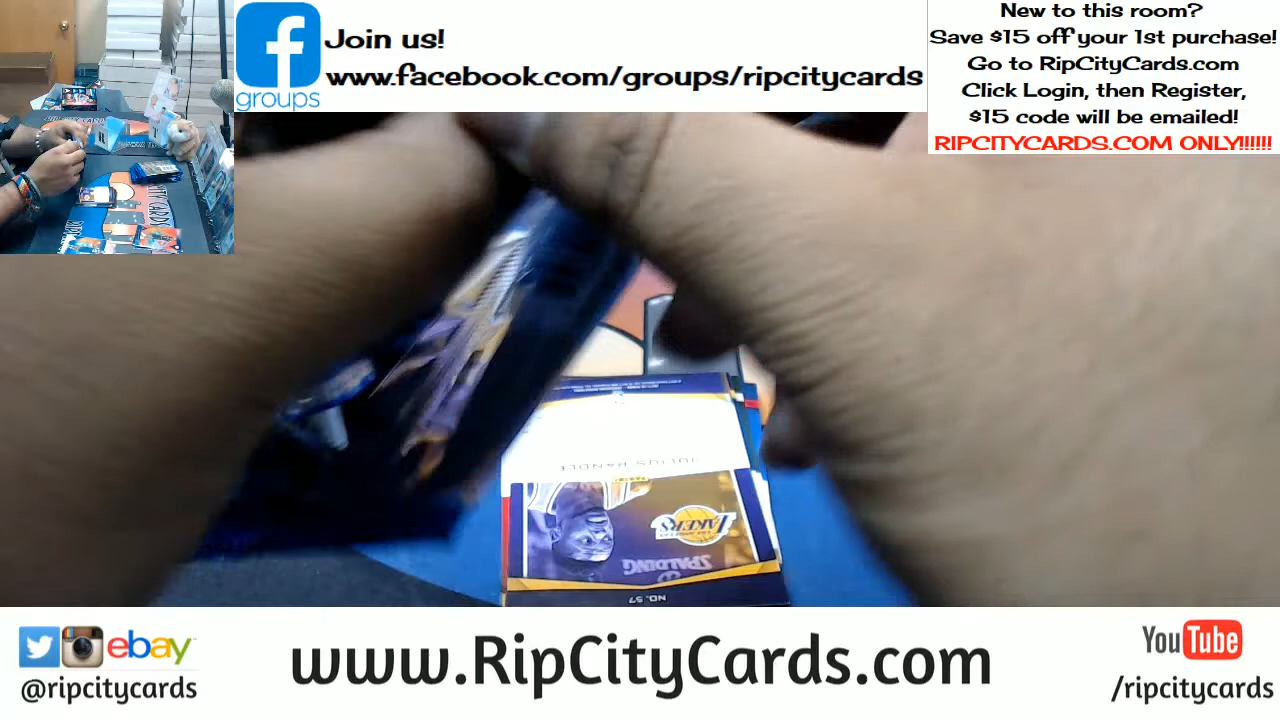 groups
Join us!
www.facebook.com/groups/ripcitycards
New to this room?
Save $15 off your 1st purchase!
Go to RipCityCards.com
Click Login, then Register,
$15 code will be emailed!
RIPCITYCARDS.COM ONLY!!!!!!
JULIUS RANDLE
LOS ANGELES
LAKERS
SPALDING
NO. 57
ebay
@ripcitycards
www.RipCityCards.com
YouTube
/ripcitycards